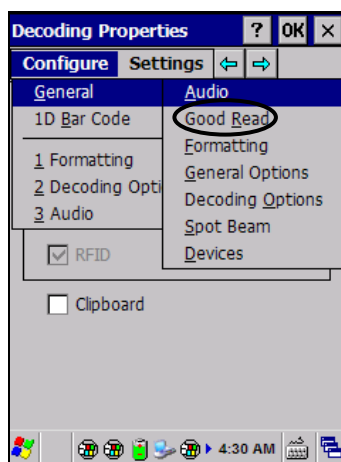 Decoding Properties ? OK ×
Configure Settings
General
1D Bar Code
1 Formatting
2 Decoding Opti
3 Audio
Audio
Good Read
Formatting
General Options
Decoding Options
Spot Beam
Devices
RFID
Clipboard
4:30 AM